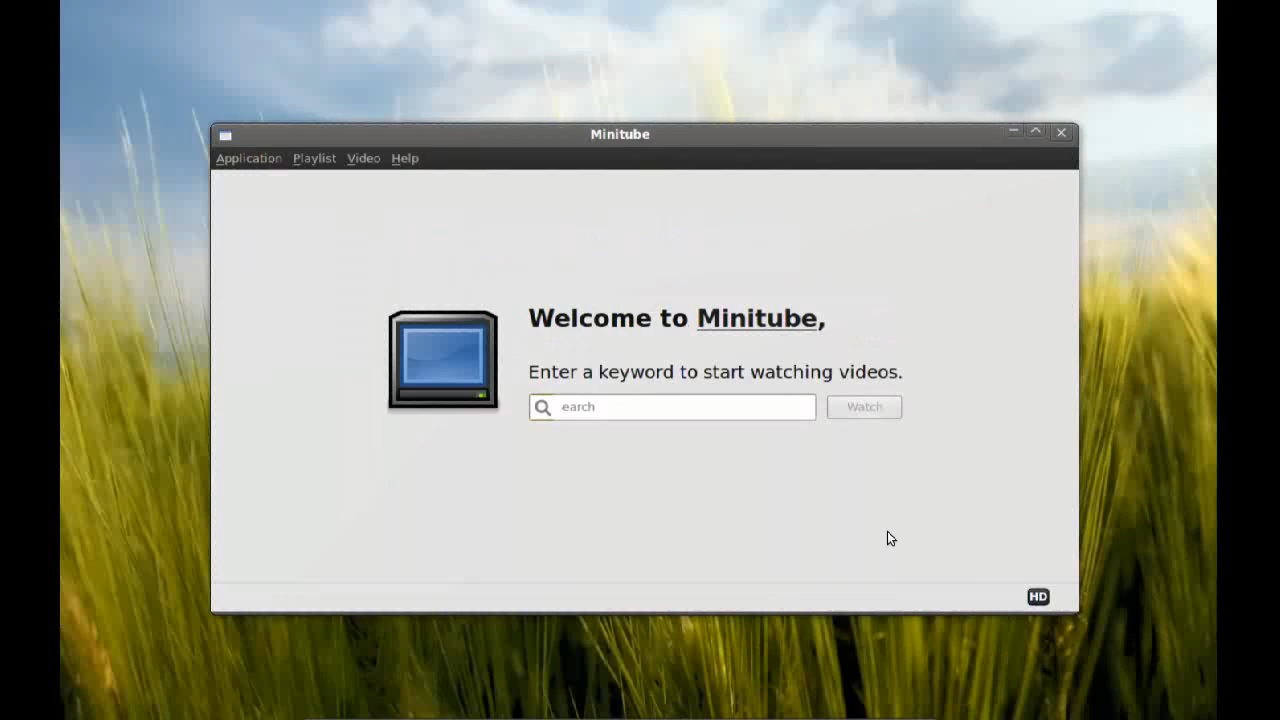 Minitube
Application Playlist Video Help
Welcome to Minitube,
Enter a keyword to start watching videos.
earch Watch
HD